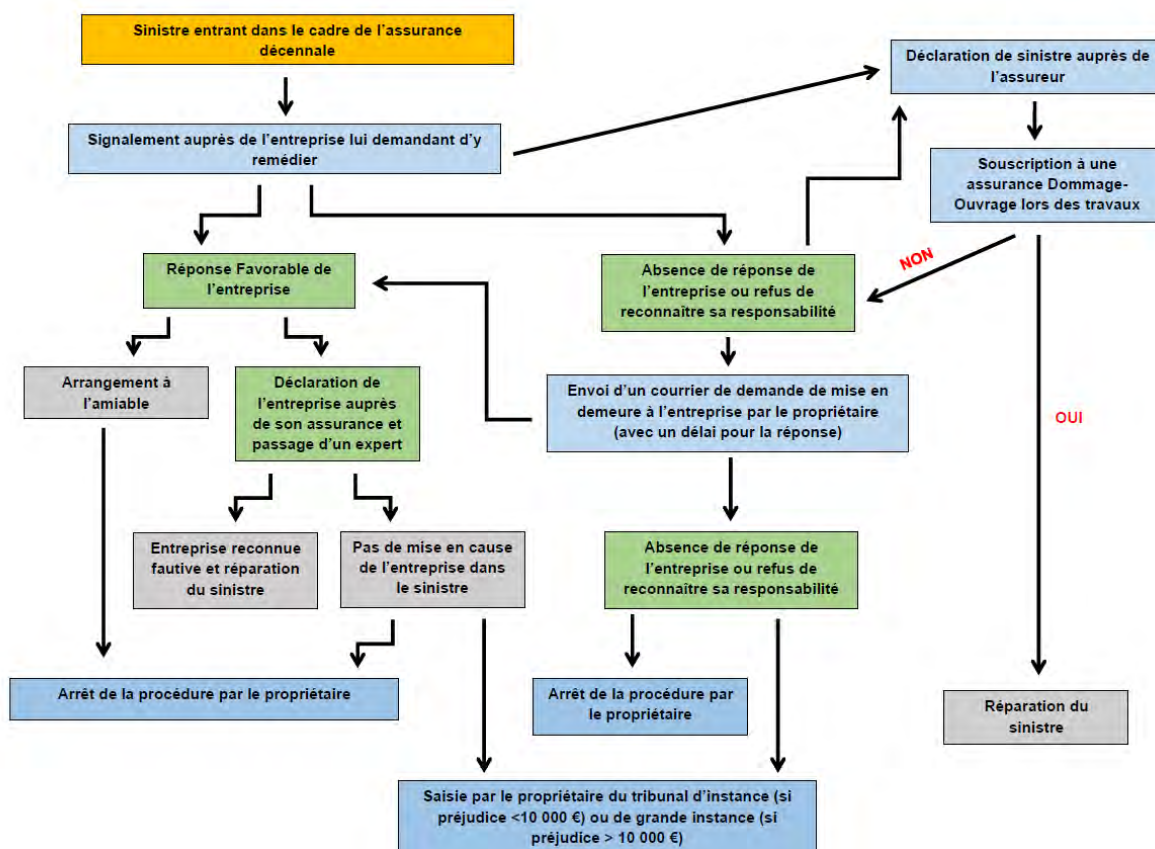 Sinistre entrant dans le cadre de l'assurance
décennale
Déclaration de sinistre auprès de
l'assureur
Signalement auprès de l'entreprise lui demandant d'y
remédier
Souscription à une
assurance Dommage-
Ouvrage lors des travaux
NON
Réponse Favorable de
l'entreprise
Absence de réponse de
l'entreprise ou refus de
reconnaître sa responsabilité
Arrangement à
l'amiable
Déclaration de
l'entreprise auprès
de son assurance et
passage d'un expert
Envoi d'un courrier de demande de mise en
demeure à l'entreprise par le propriétaire
(avec un délai pour la réponse)
OUI
Entreprise reconnue
fautive et réparation
du sinistre
Pas de mise en cause
de l'entreprise dans
le sinistre
Absence de réponse de
l'entreprise ou refus de
reconnaître sa responsabilité
Arrêt de la procédure par le propriétaire
Arrêt de la procédure par
le propriétaire
Réparation du
sinistre
Saisie par le propriétaire du tribunal d'instance (si
préjudice <10 000 €) ou de grande instance (si
préjudice > 10 000 €)